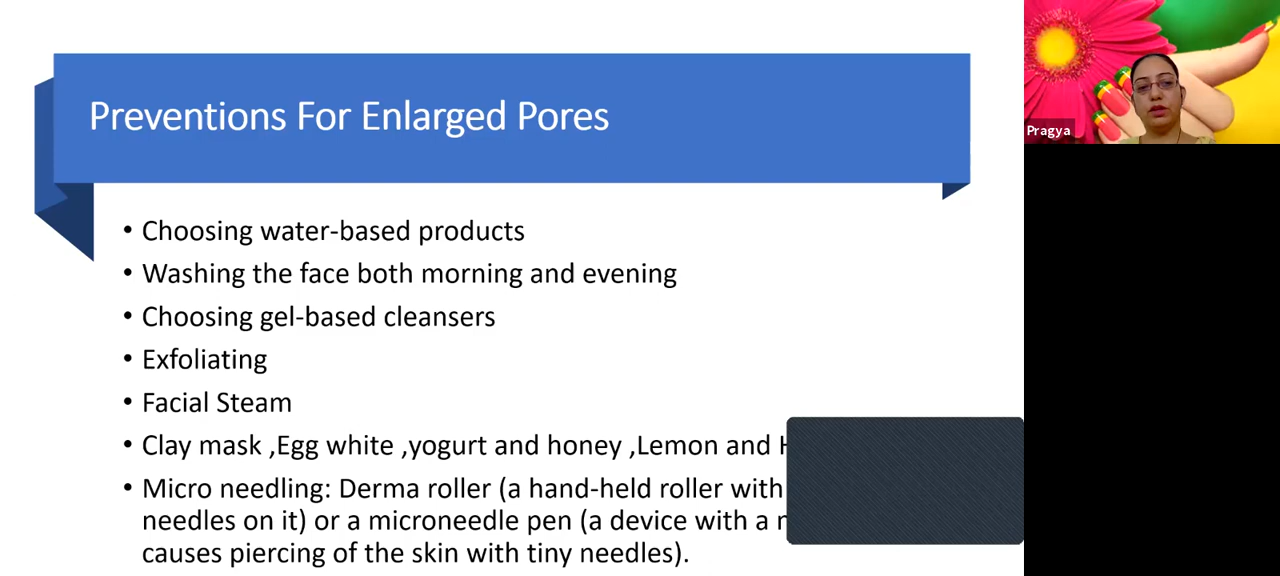 Preventions For Enlarged Pores
• Choosing water-based products
• Washing the face both morning and evening
• Choosing gel-based cleansers
• Exfoliating
• Facial Steam
• Clay mask ,Egg white ,yogurt and honey ,Lemon and
• Micro needling: Derma roller (a hand-held roller with
needles on it) or a microneedle pen (a device with a
causes piercing of the skin with tiny needles).
Pragya